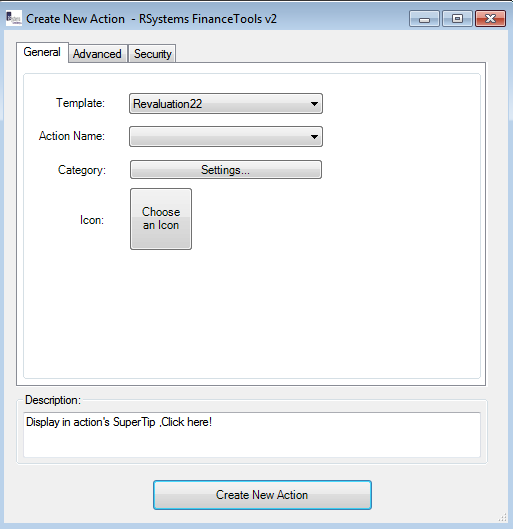 Create New Action - RSystems FinanceTools v2
General Advanced Security
Template: Revaluation22
Action Name:
Category: Settings...
Icon: Choose
an Icon
Description:
Display in action's SuperTip ,Click here!
Create New Action